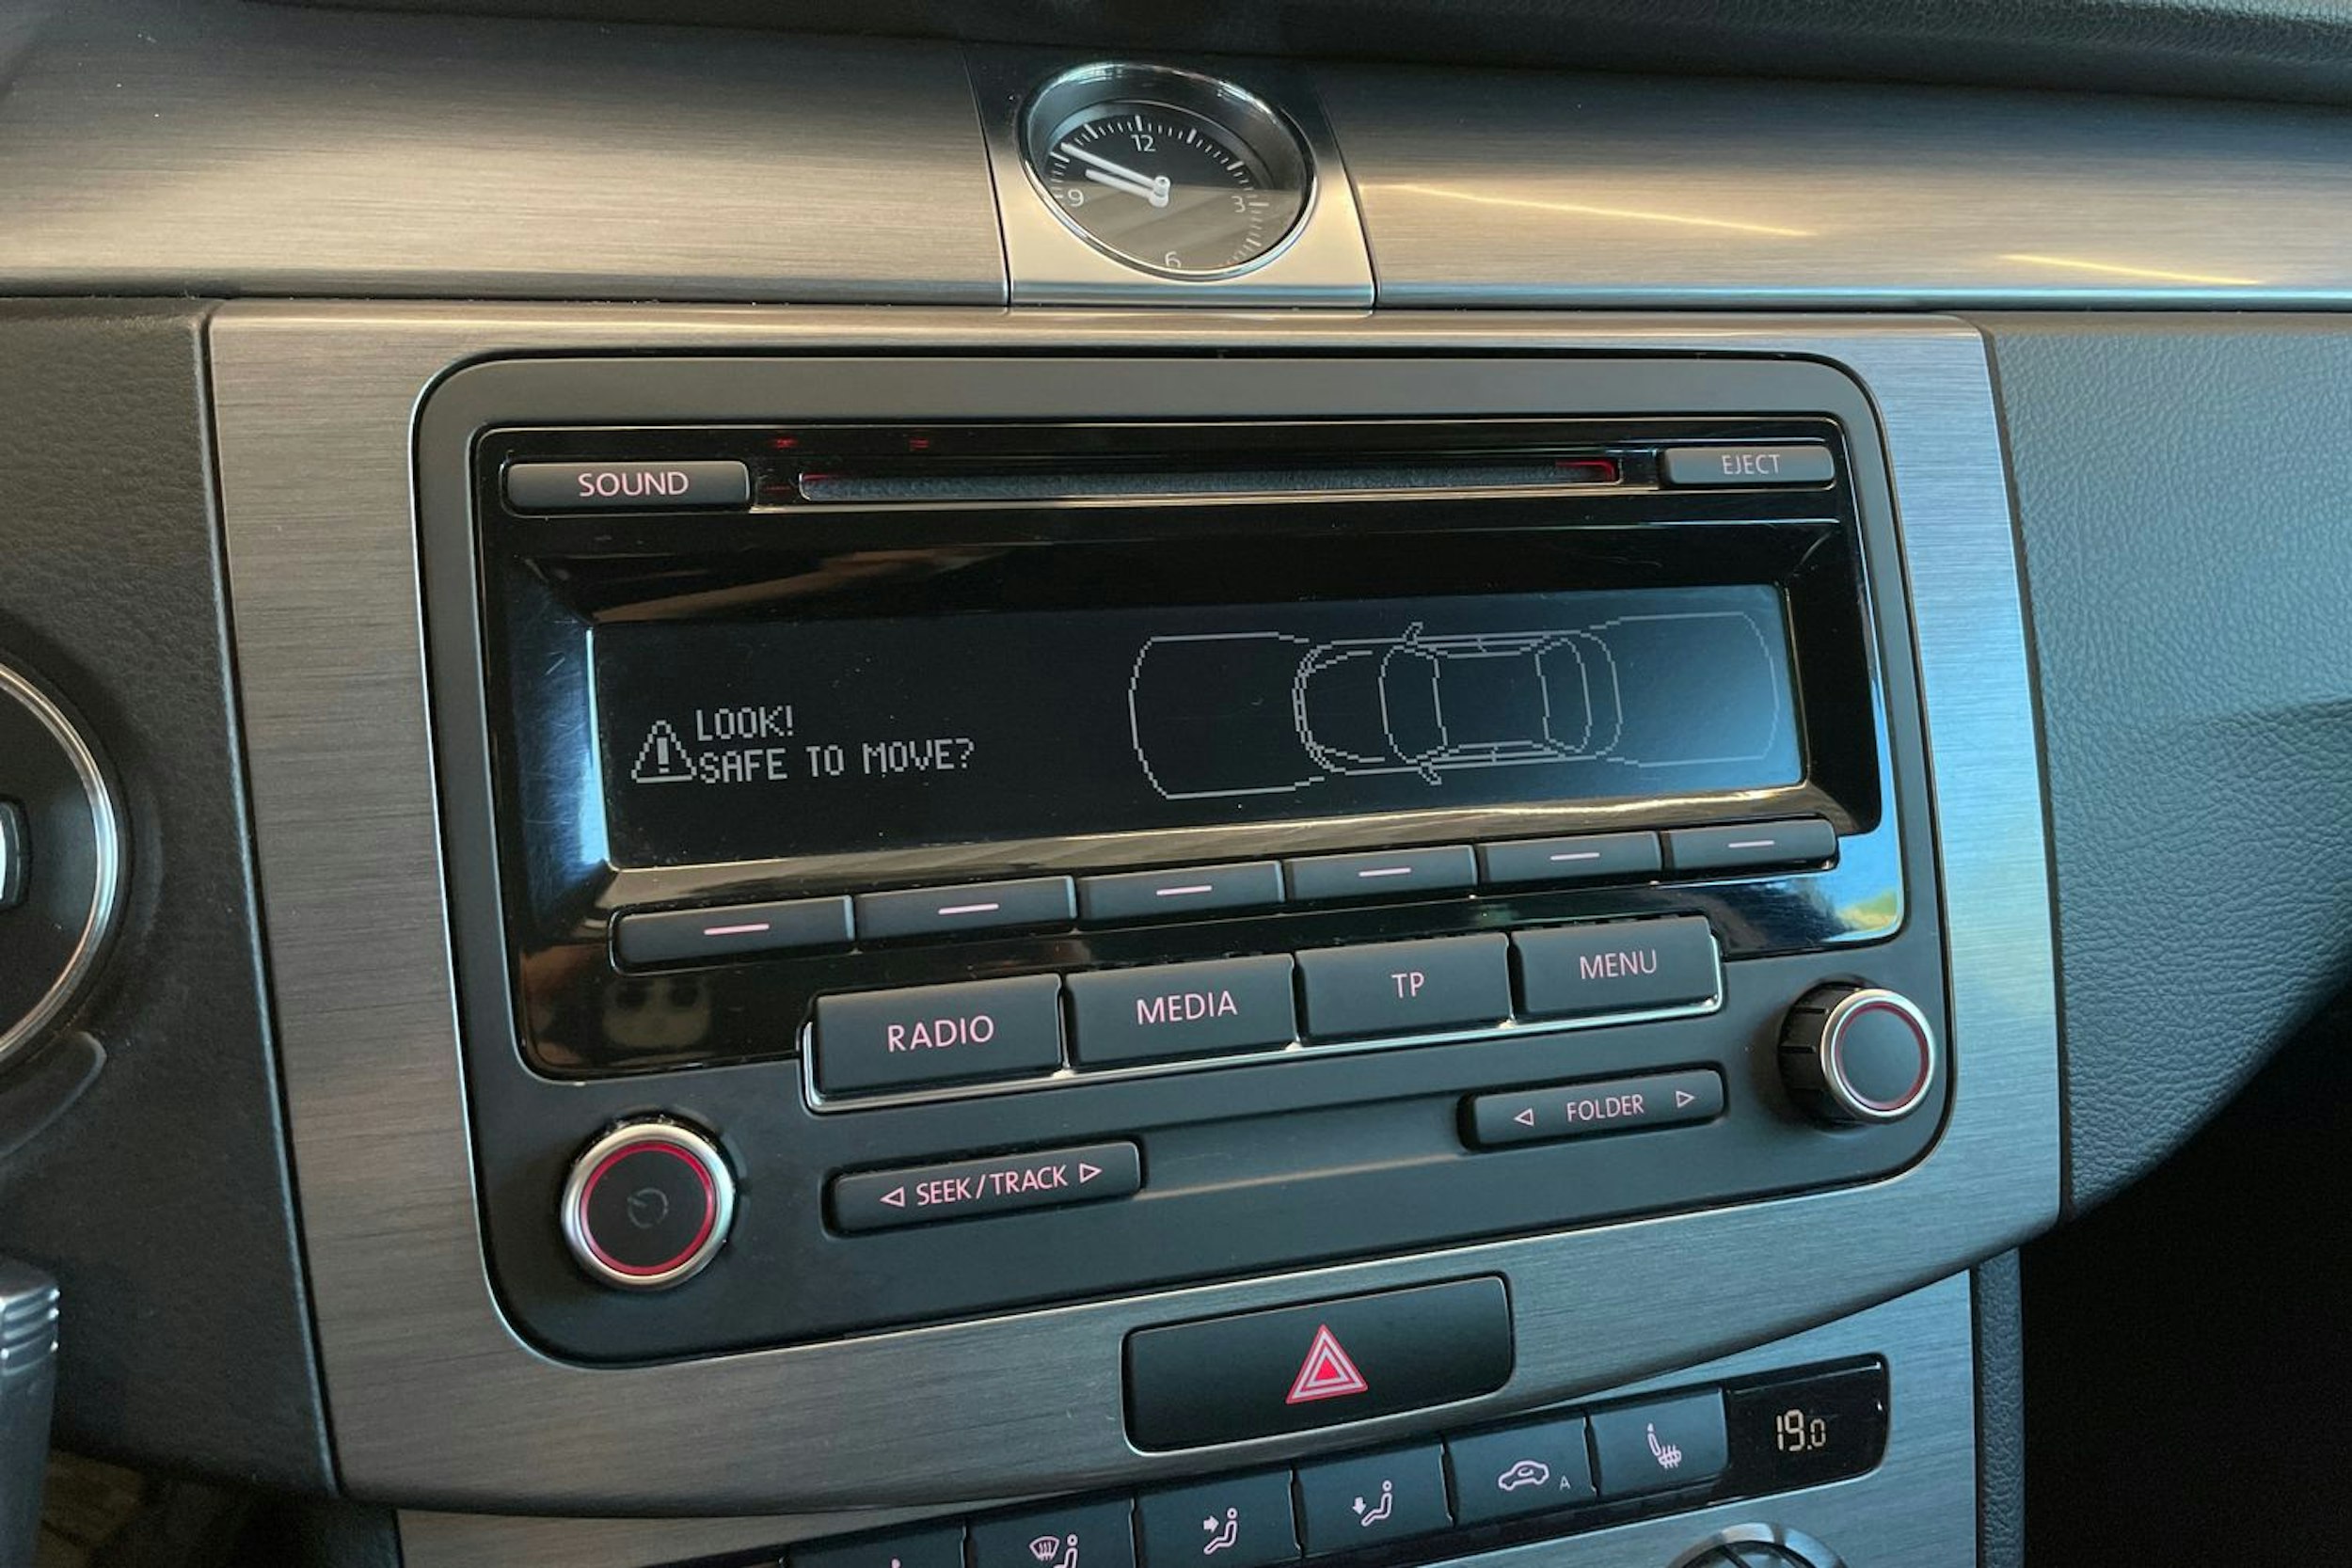 12
9
3
6
SOUND
EJECT
LOOK!
SAFE TO MOVE?
RADIO
MEDIA
TP
MENU
FOLDER
SEEK/TRACK
19.0
A